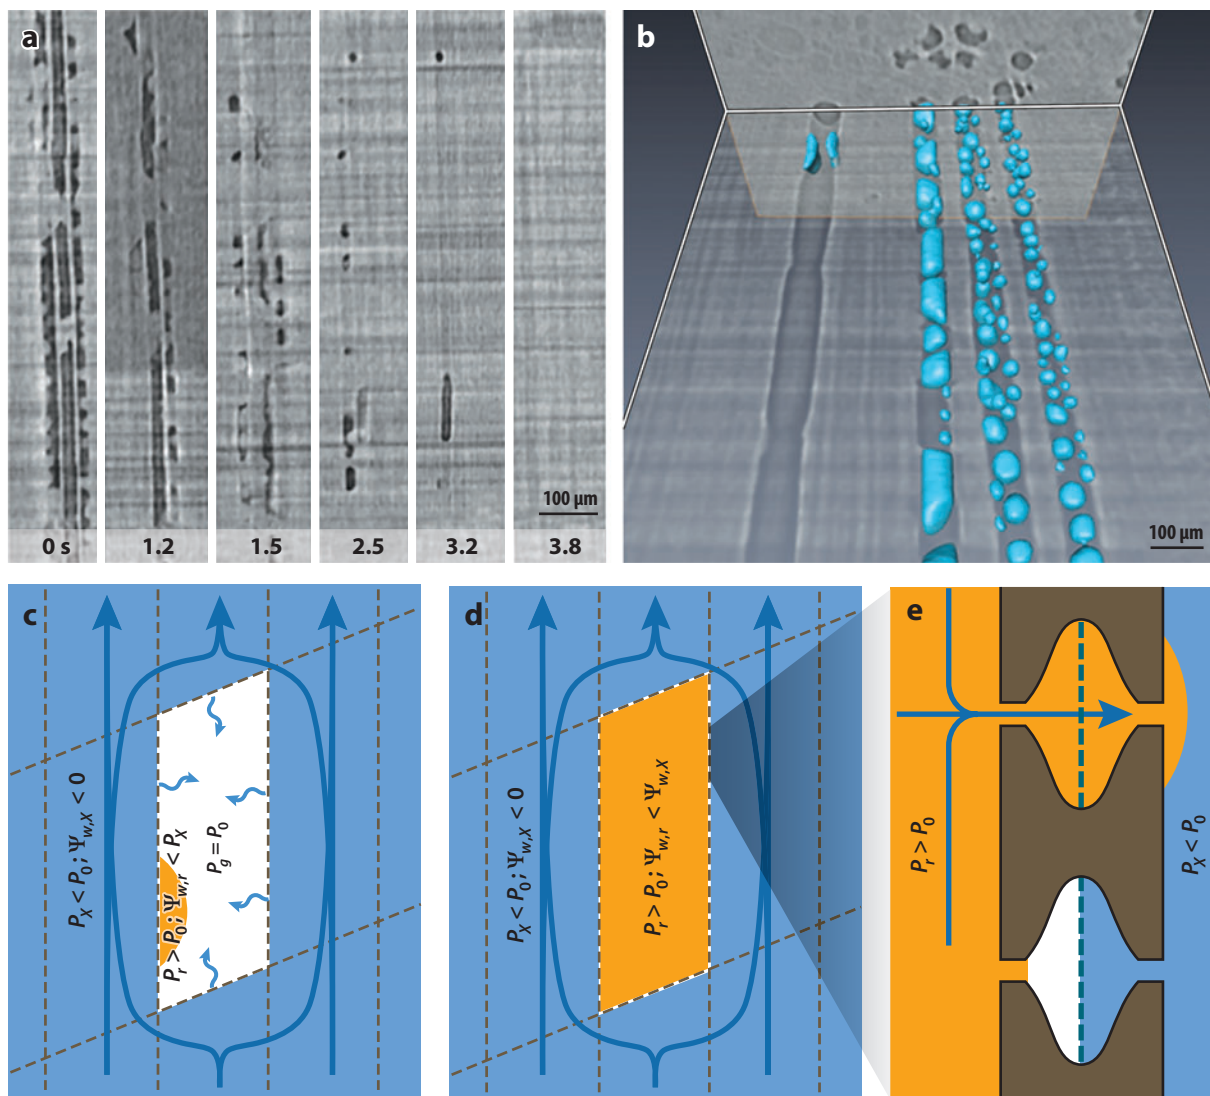 a
0 s
1.2
1.5
2.5
3.2
3.8
100 μm
b
100 μm
c
P_X < P_0; Ψ_w,X < 0
P_r > P_0; Ψ_w,r < P_X
P_g = P_0
d
P_X < P_0; Ψ_w,X < 0
P_r > P_0; Ψ_w,r < Ψ_w,X
e
P_r > P_0
P_X < P_0